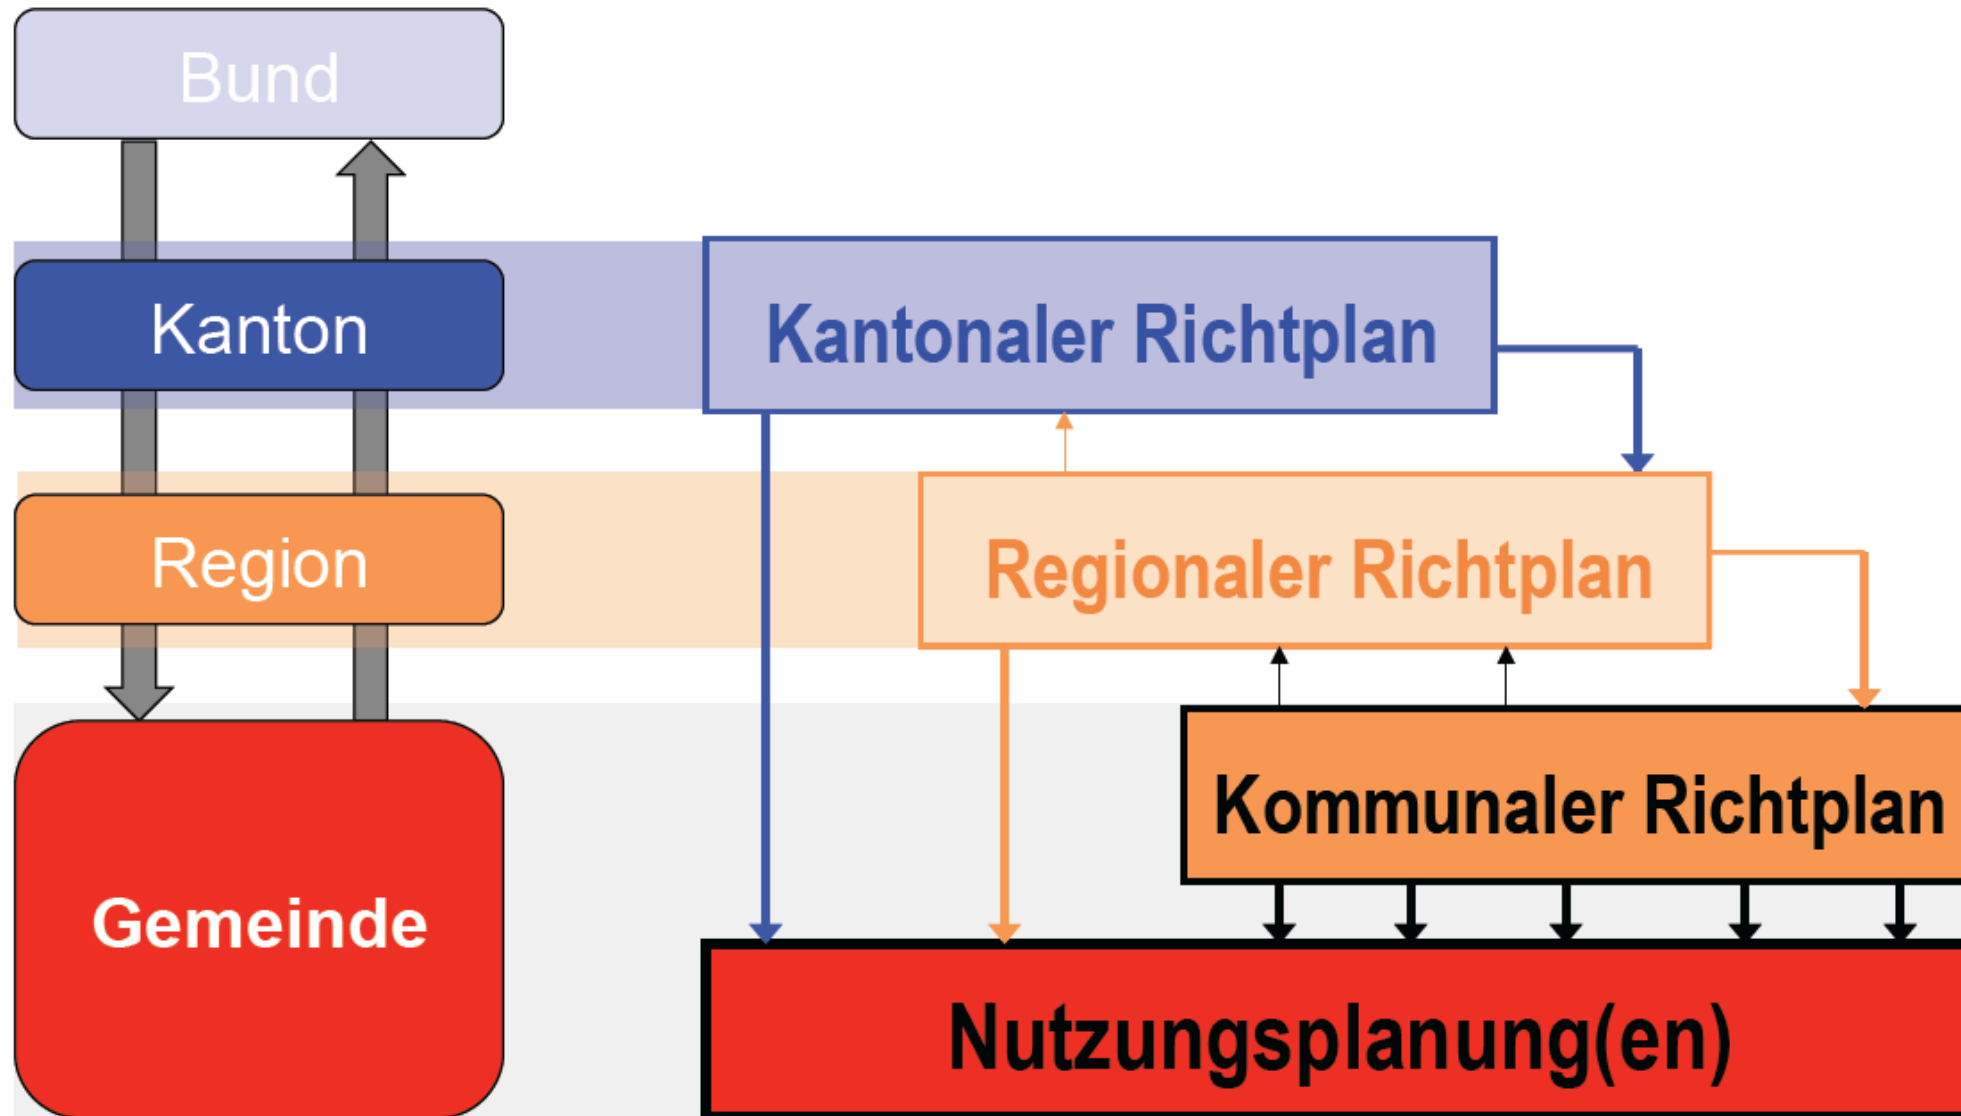 Bund
Kanton
Kantonaler Richtplan
Region
Regionaler Richtplan
Kommunaler Richtplan
Gemeinde
Nutzungsplanung(en)